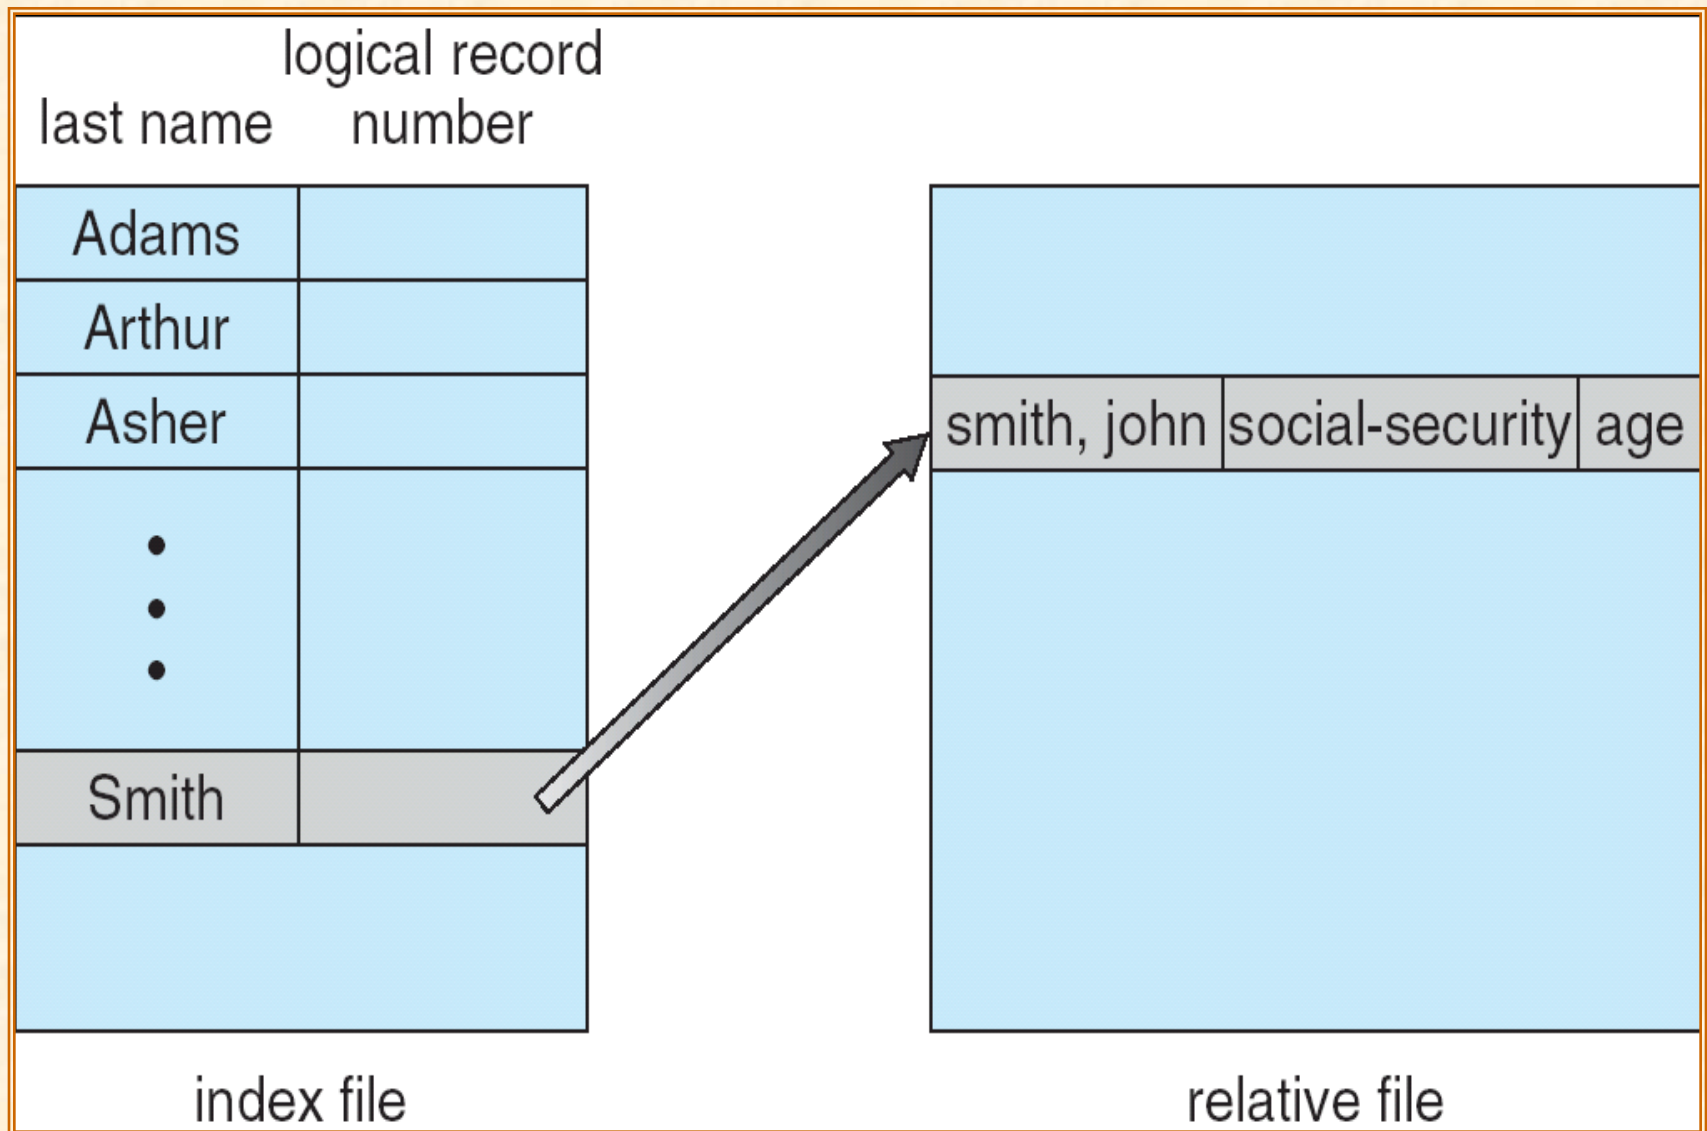 logical record
last name number
Adams
Arthur
Asher
smith, john social-security age
Smith
index file
relative file